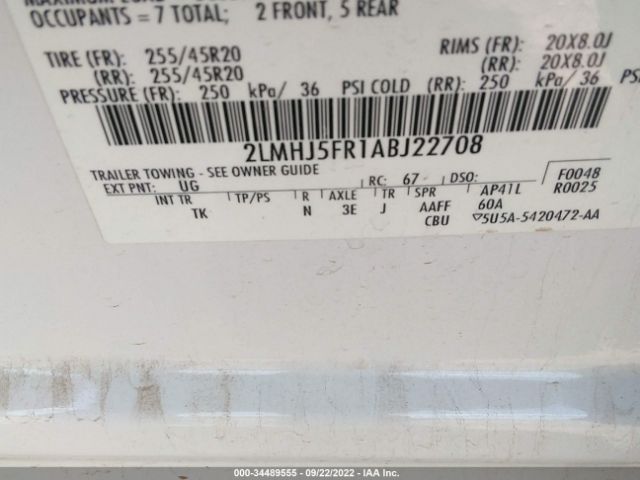 OCCUPANTS = 7 TOTAL; 2 FRONT, 5 REAR
TIRE (FR): 255/45R20 RIMS (FR): 20X8.0J
(RR): 255/45R20 (RR): 20X8.0J
PRESSURE (FR): 250 kPa/ 36 PSI COLD (RR): 250 kPa/ 36 PSI
2LMHJ5FR1ABJ22708
TRAILER TOWING - SEE OWNER GUIDE
EXT PNT: UG RC: 67 DSO: F0048
INT TR TP/PS R AXLE TR SPR AP41L R0025
TK N 3E J AAFF 60A
CBU 5U5A-5420472-AA
000-34489555 - 09/22/2022 - IAA Inc.